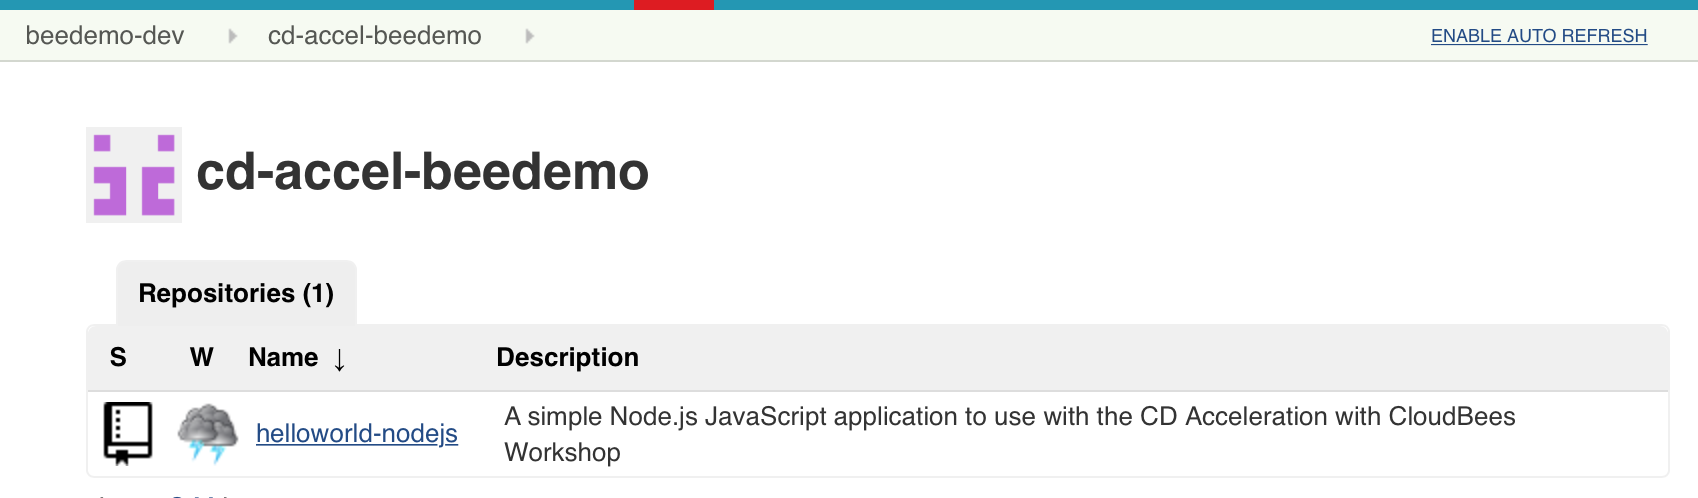 beedemo-dev cd-accel-beedemo ENABLE AUTO REFRESH
cd-accel-beedemo
Repositories (1)
S W Name ↓ Description
helloworld-nodejs A simple Node.js JavaScript application to use with the CD Acceleration with CloudBees
Workshop